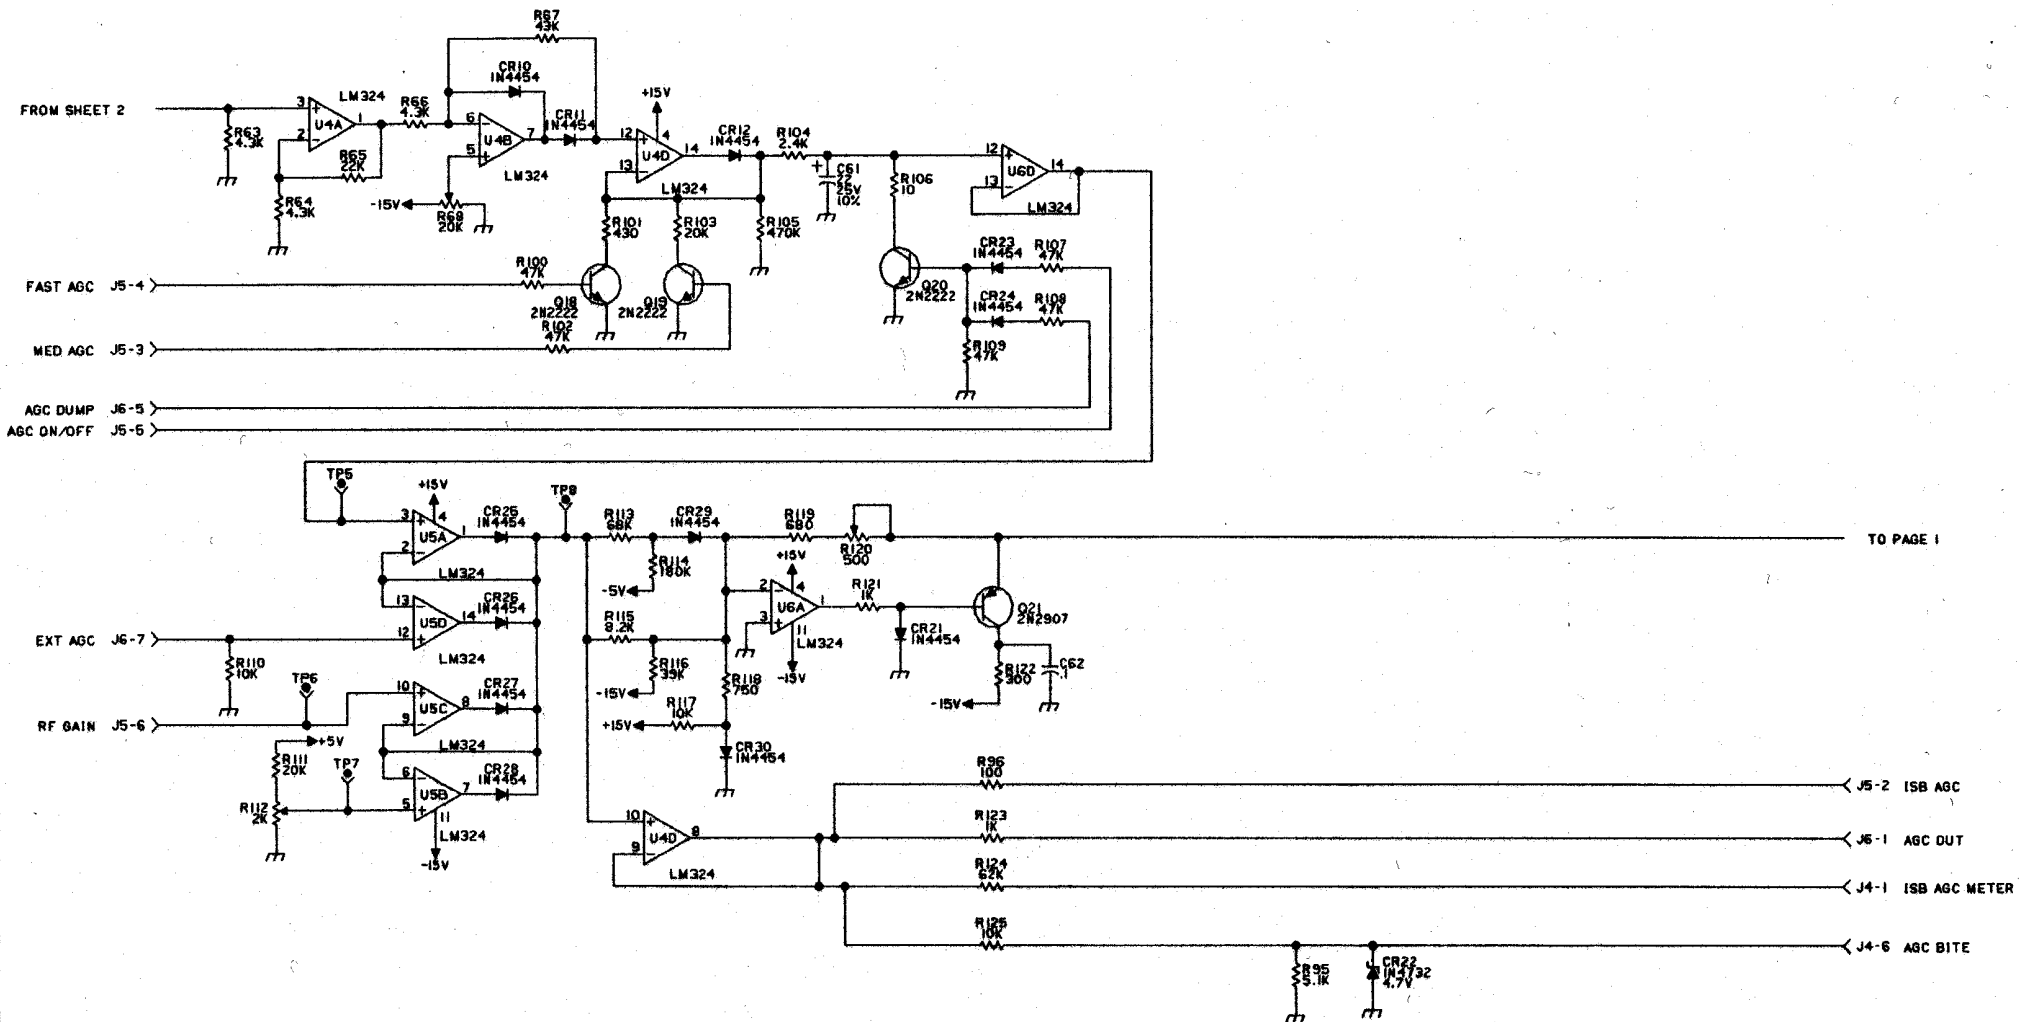 R67
43K
CR10
1N4454
LM324
+15V
FROM SHEET 2
R66
4.3K
CR11
1N4454
CR12
1N4454
R104
2.4K
3
2
1
U4A
6
5
7
U4B
12
13
14
4
U4D
R63
4.3K
R65
22K
LM324
LM324
C61
22
25V
10%
R106
10
12
13
14
U6D
LM324
R64
4.3K
-15V
R68
20K
R101
430
R103
20K
R105
470K
CR23
1N4454
R107
47K
FAST AGC J5-4
R100
47K
Q18
2N2222
Q19
2N2222
Q20
2N2222
CR24
1N4454
R108
47K
R102
47K
MED AGC J5-3
R109
47K
AGC DUMP J6-5
AGC ON/OFF J5-5
TP5
+15V
CR25
1N4454
TP8
R113
68K
CR29
1N4454
R119
680
3
2
4
1
U5A
R120
500
TO PAGE 1
LM324
R114
180K
-5V
+15V
2
3
4
1
11
U6A
LM324
-15V
R121
1K
CR26
1N4454
13
12
14
U5D
EXT AGC J6-7
LM324
R115
8.2K
CR21
1N4454
Q21
2N2907
R110
10K
TP6
R116
39K
-15V
R118
750
R122
300
C62
.1
-15V
10
9
8
U5C
CR27
1N4454
RF GAIN J5-6
R117
10K
+15V
+5V
R111
20K
TP7
LM324
CR30
1N4454
R112
2K
6
5
7
11
U5B
CR28
1N4454
LM324
-15V
R96
100
J5-2 ISB AGC
10
9
8
U4D
LM324
R123
1K
J6-1 AGC OUT
R124
62K
J4-1 ISB AGC METER
R125
10K
J4-6 AGC BITE
R95
5.1K
CR22
1N4732
4.7V